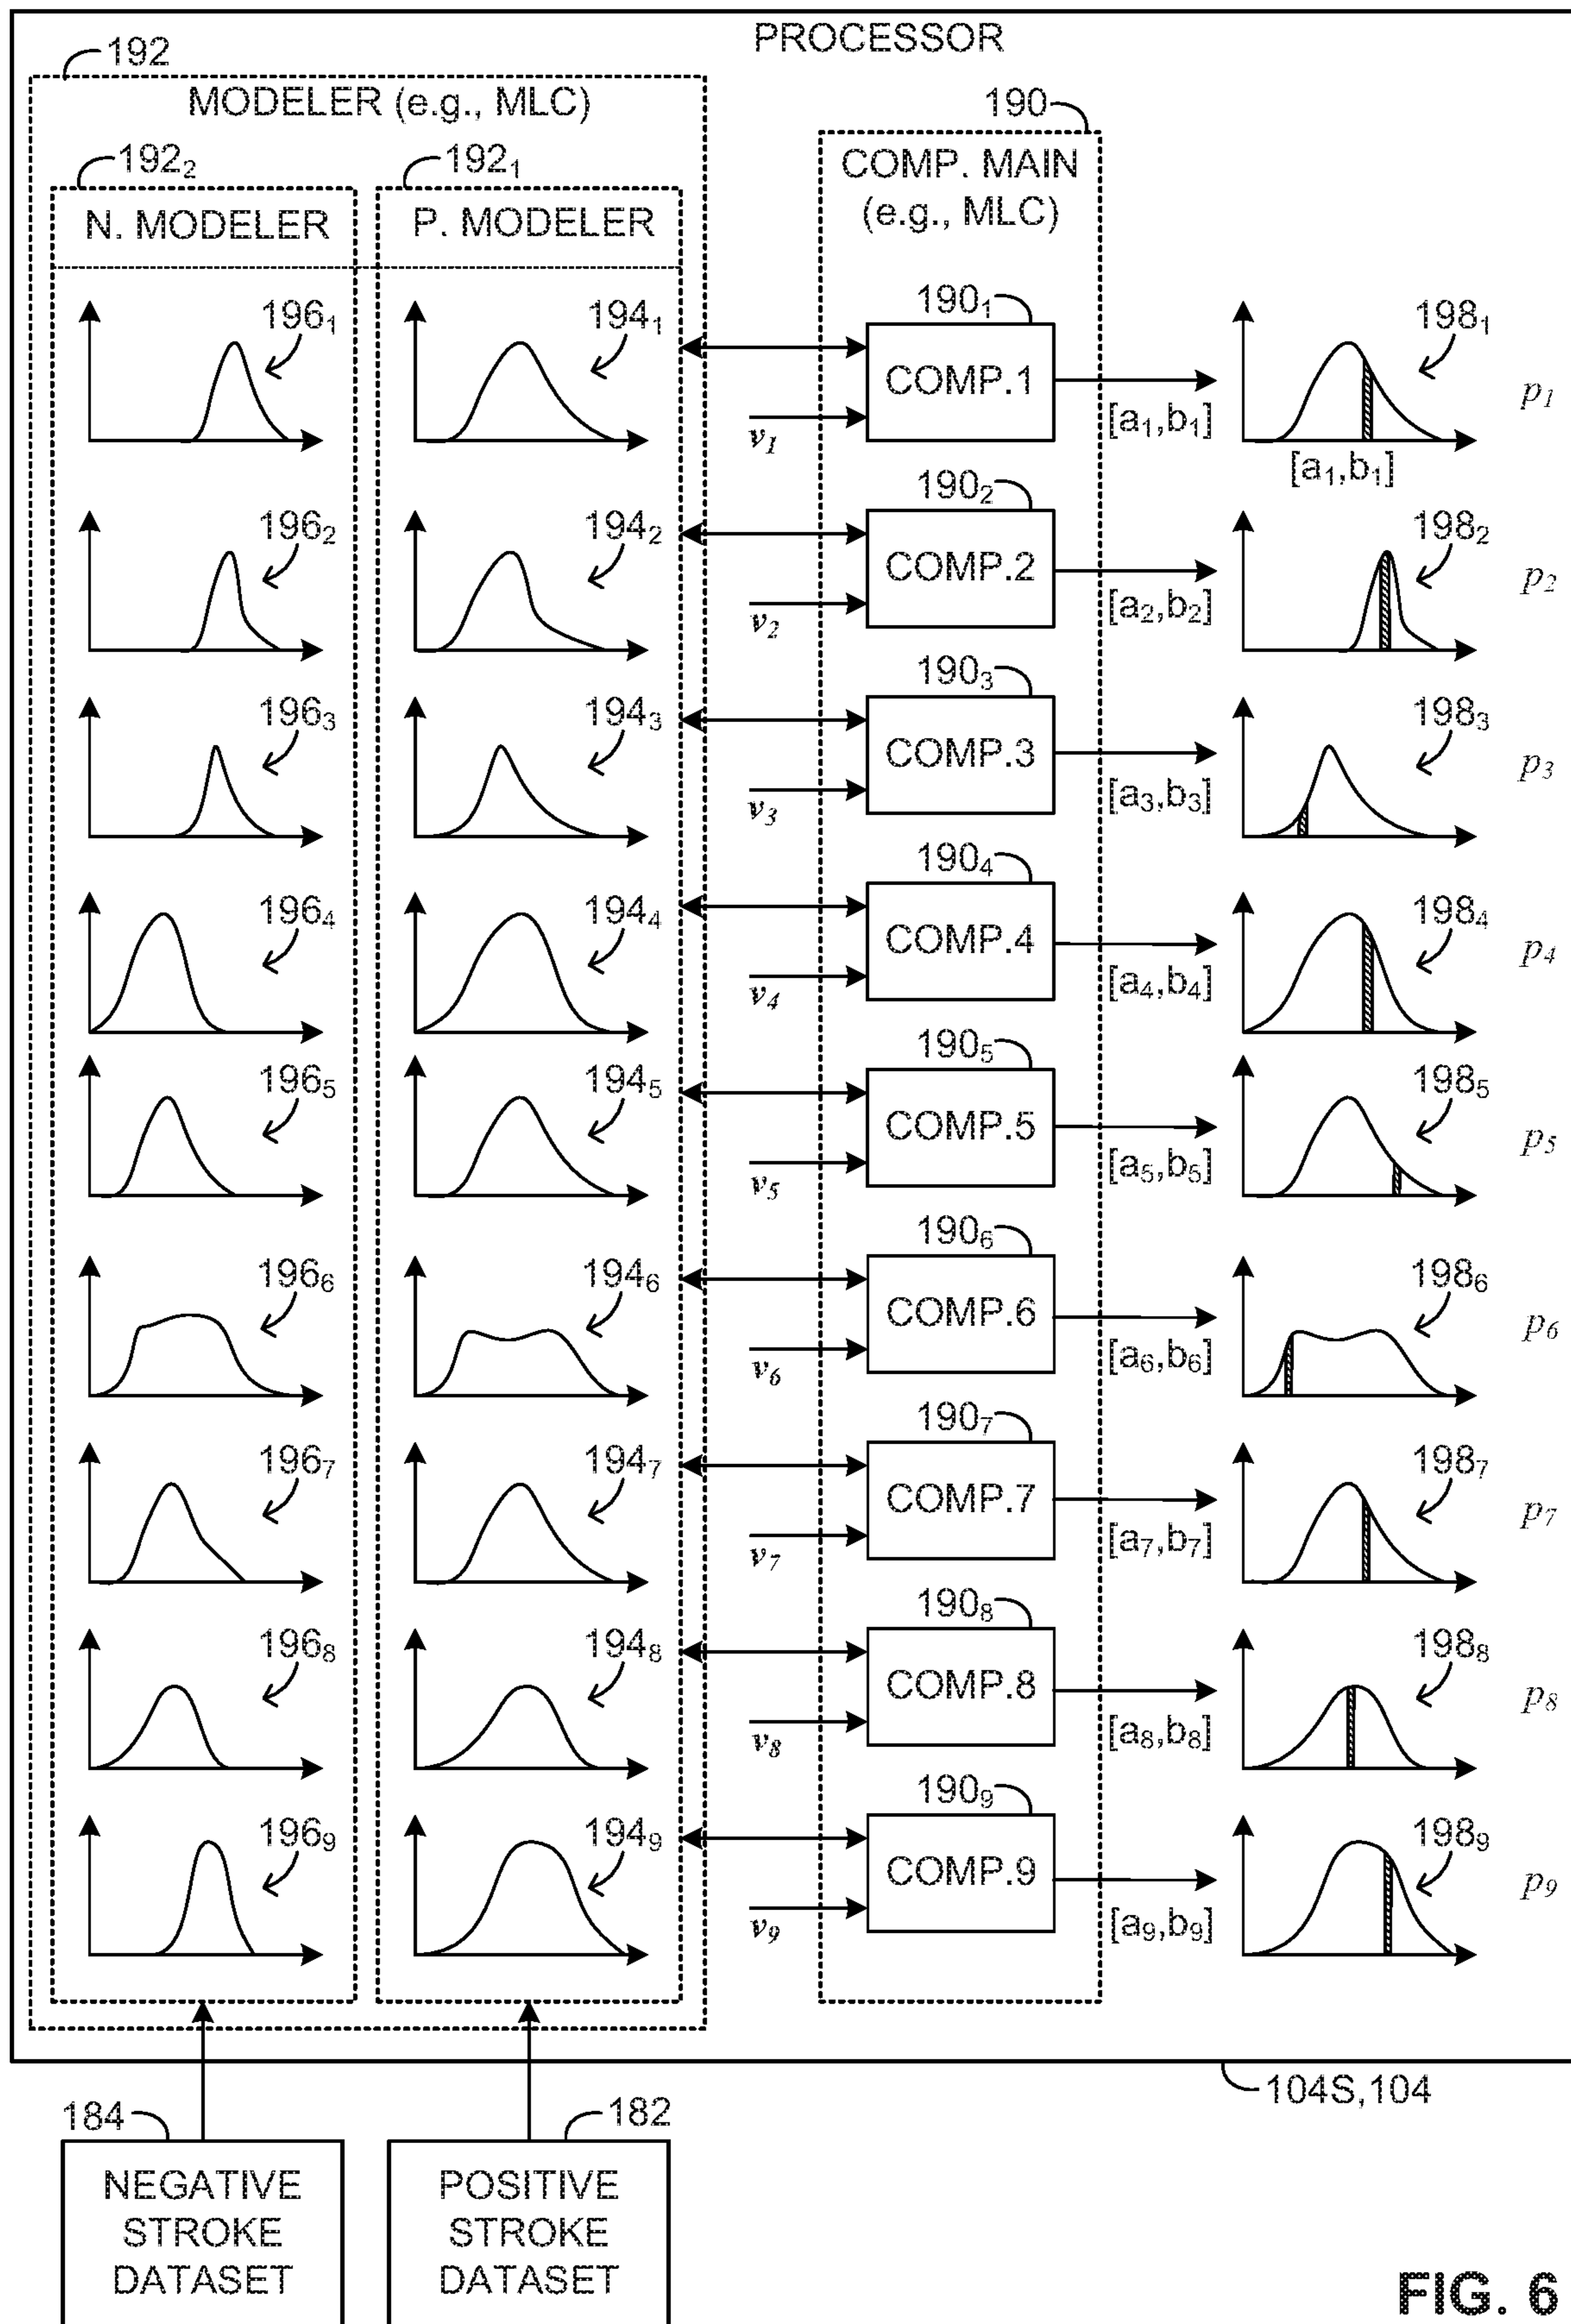 PROCESSOR
192
MODELER (e.g., MLC)
190
192₂
192₁
COMP. MAIN
(e.g., MLC)
N. MODELER
P. MODELER
196₁
194₁
190₁
COMP.1
v₁
[a₁,b₁]
198₁
[a₁,b₁]
p₁
196₂
194₂
190₂
COMP.2
v₂
[a₂,b₂]
198₂
p₂
196₃
194₃
190₃
COMP.3
v₃
[a₃,b₃]
198₃
p₃
196₄
194₄
190₄
COMP.4
v₄
[a₄,b₄]
198₄
p₄
196₅
194₅
190₅
COMP.5
v₅
[a₅,b₅]
198₅
p₅
196₆
194₆
190₆
COMP.6
v₆
[a₆,b₆]
198₆
p₆
196₇
194₇
190₇
COMP.7
v₇
[a₇,b₇]
198₇
p₇
196₈
194₈
190₈
COMP.8
v₈
[a₈,b₈]
198₈
p₈
196₉
194₉
190₉
COMP.9
v₉
[a₉,b₉]
198₉
p₉
104S,104
184
182
NEGATIVE
STROKE
DATASET
POSITIVE
STROKE
DATASET
FIG. 6